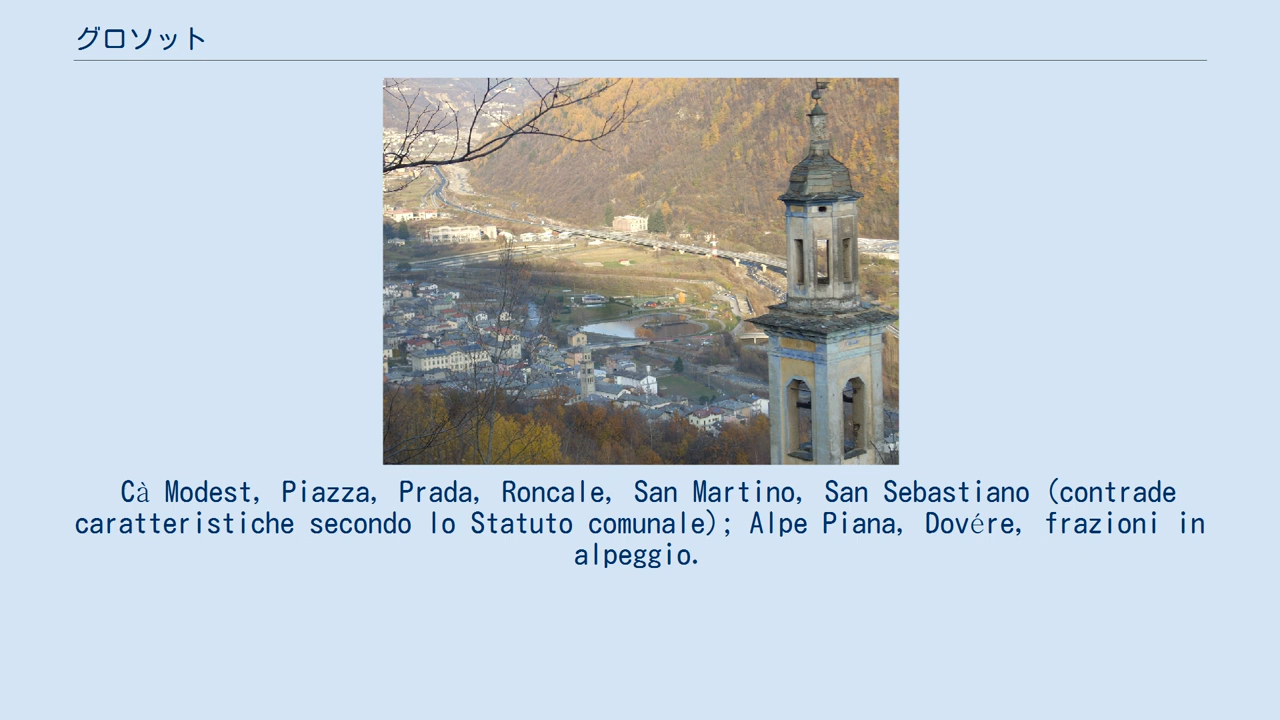 グロソット
Cà Modest, Piazza, Prada, Roncale, San Martino, San Sebastiano (contrade
caratteristiche secondo lo Statuto comunale); Alpe Piana, Dovére, frazioni in
alpeggio.